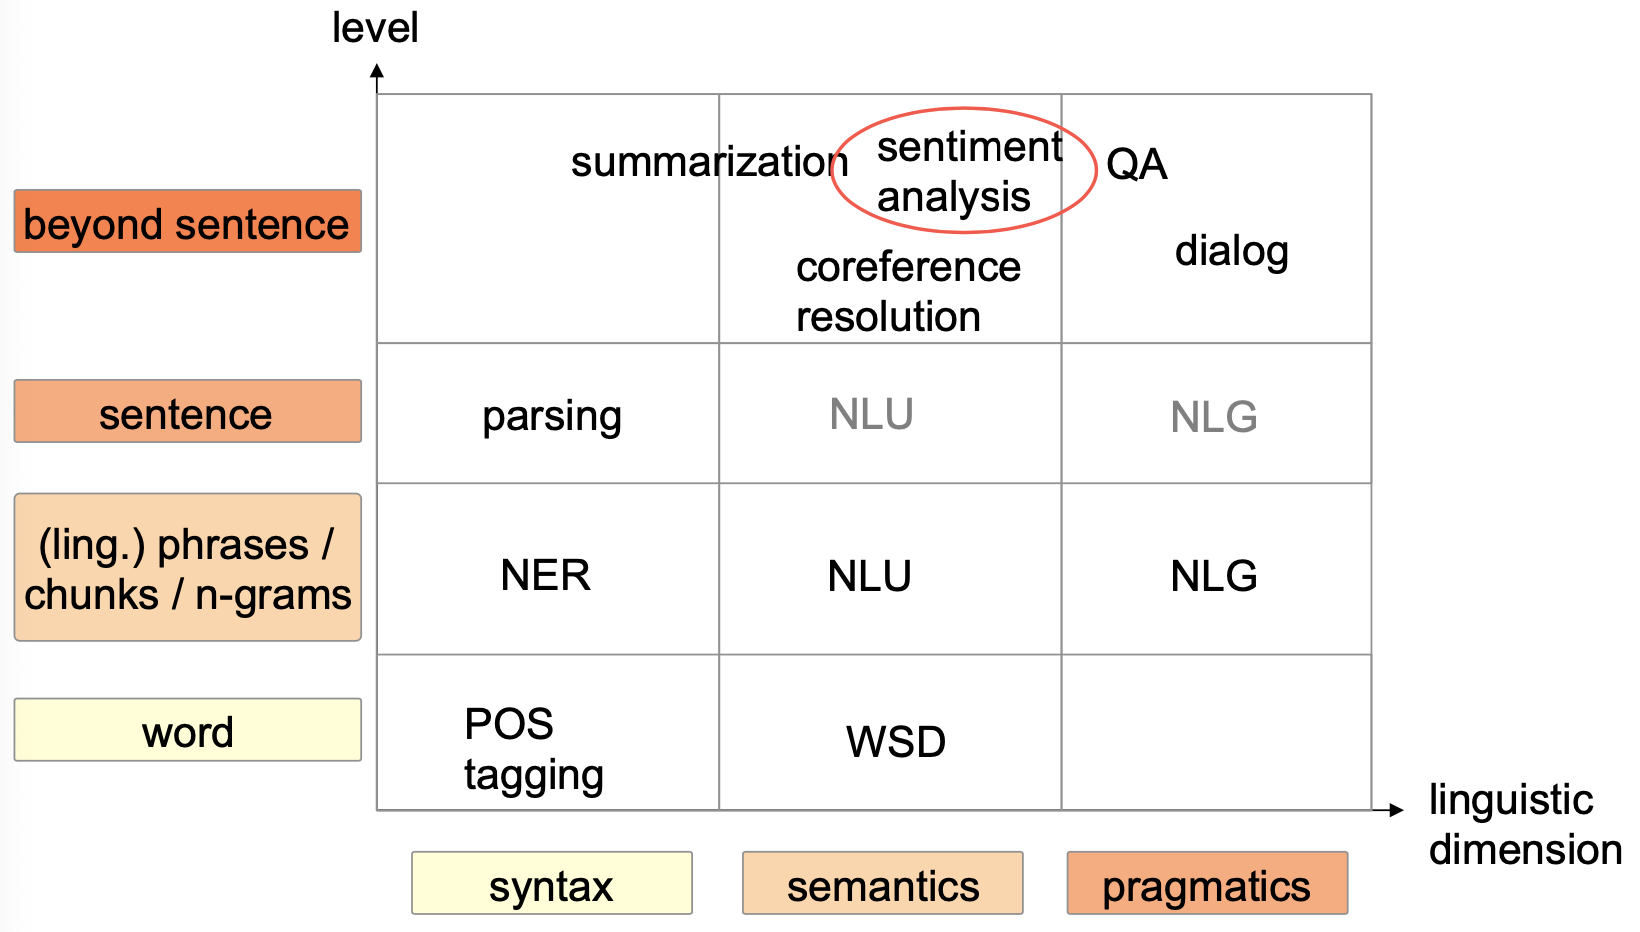 level
summarization
sentiment
analysis
QA
beyond sentence
dialog
coreference
resolution
sentence
parsing
NLU
NLG
(ling.) phrases /
chunks / n-grams
NER
NLU
NLG
word
POS
tagging
WSD
linguistic
dimension
syntax
semantics
pragmatics